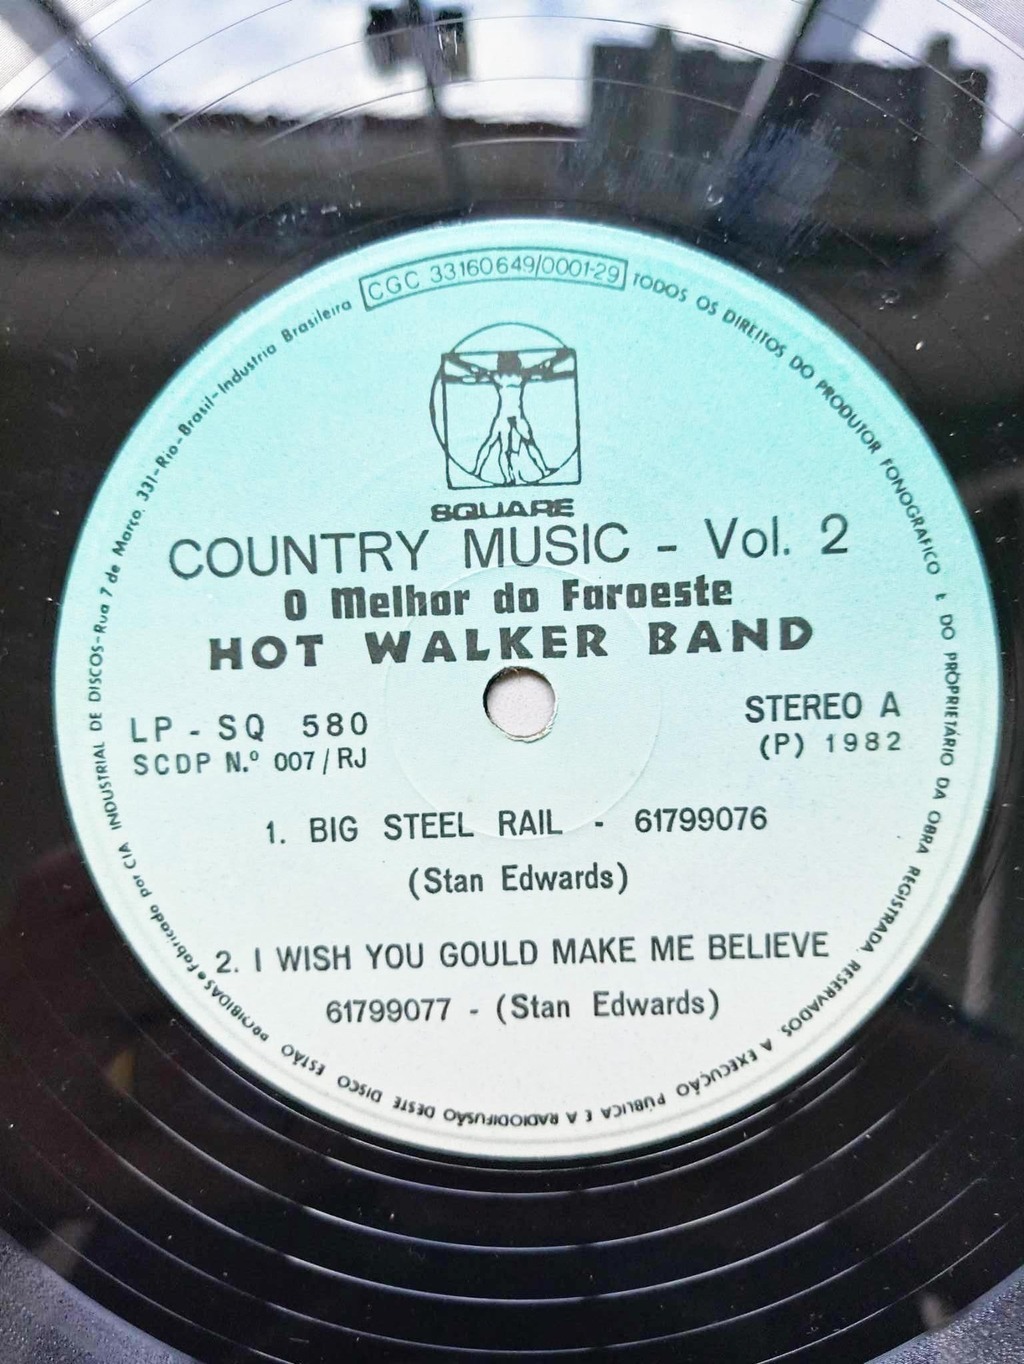 CGC 33.160649/0001-29
TODOS OS DIREITOS DO PRODUTOR FONOGRAFICO E DO PROPRIETÁRIO DA OBRA REGISTRADA, RESERVADOS. A EXECUÇAO PÚBLICA E A RADIODIFUSÃO DESTE DISCO ESTÃO PROIBIDAS • Fabricado por CIA INDUSTRIAL DE DISCOS-Rua 7 de Março, 331-Rio-Brasil-Industria Brasileira
SQUARE
COUNTRY MUSIC - Vol. 2
O Melhor do Faroeste
HOT WALKER BAND
LP - SQ 580
SCDP N.º 007/RJ
STEREO A
(P) 1982
1. BIG STEEL RAIL - 61799076
(Stan Edwards)
2. I WISH YOU GOULD MAKE ME BELIEVE
61799077 - (Stan Edwards)